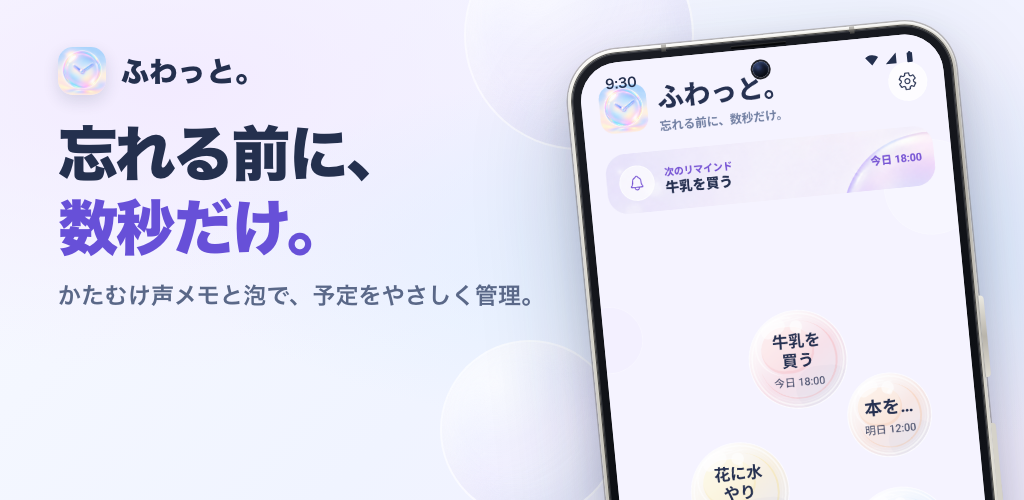 ふわっと。
忘れる前に、
数秒だけ。
かたむけ声メモと泡で、予定をやさしく管理。
9:30
ふわっと。
忘れる前に、数秒だけ。
次のリマインド
牛乳を買う
今日 18:00
牛乳を
買う
今日 18:00
本を...
明日 12:00
花に水
やり